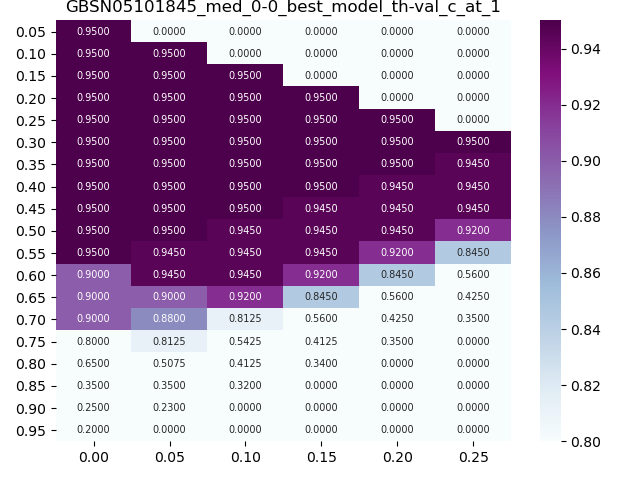 GBSN05101845_med_0-0_best_model_th-val_c_at_1
0.05 0.9500 0.0000 0.0000 0.0000 0.0000 0.0000
0.10 0.9500 0.9500 0.0000 0.0000 0.0000 0.0000
0.15 0.9500 0.9500 0.9500 0.0000 0.0000 0.0000
0.20 0.9500 0.9500 0.9500 0.9500 0.0000 0.0000
0.25 0.9500 0.9500 0.9500 0.9500 0.9500 0.0000
0.30 0.9500 0.9500 0.9500 0.9500 0.9500 0.9500
0.35 0.9500 0.9500 0.9500 0.9500 0.9500 0.9450
0.40 0.9500 0.9500 0.9500 0.9500 0.9450 0.9450
0.45 0.9500 0.9500 0.9500 0.9450 0.9450 0.9450
0.50 0.9500 0.9500 0.9450 0.9450 0.9450 0.9200
0.55 0.9500 0.9450 0.9450 0.9450 0.9200 0.8450
0.60 0.9000 0.9450 0.9450 0.9200 0.8450 0.5600
0.65 0.9000 0.9000 0.9200 0.8450 0.5600 0.4250
0.70 0.9000 0.8800 0.8125 0.5600 0.4250 0.3500
0.75 0.8000 0.8125 0.5425 0.4125 0.3500 0.0000
0.80 0.6500 0.5075 0.4125 0.3400 0.0000 0.0000
0.85 0.3500 0.3500 0.3200 0.0000 0.0000 0.0000
0.90 0.2500 0.2300 0.0000 0.0000 0.0000 0.0000
0.95 0.2000 0.0000 0.0000 0.0000 0.0000 0.0000
0.00 0.05 0.10 0.15 0.20 0.25
0.94
0.92
0.90
0.88
0.86
0.84
0.82
0.80